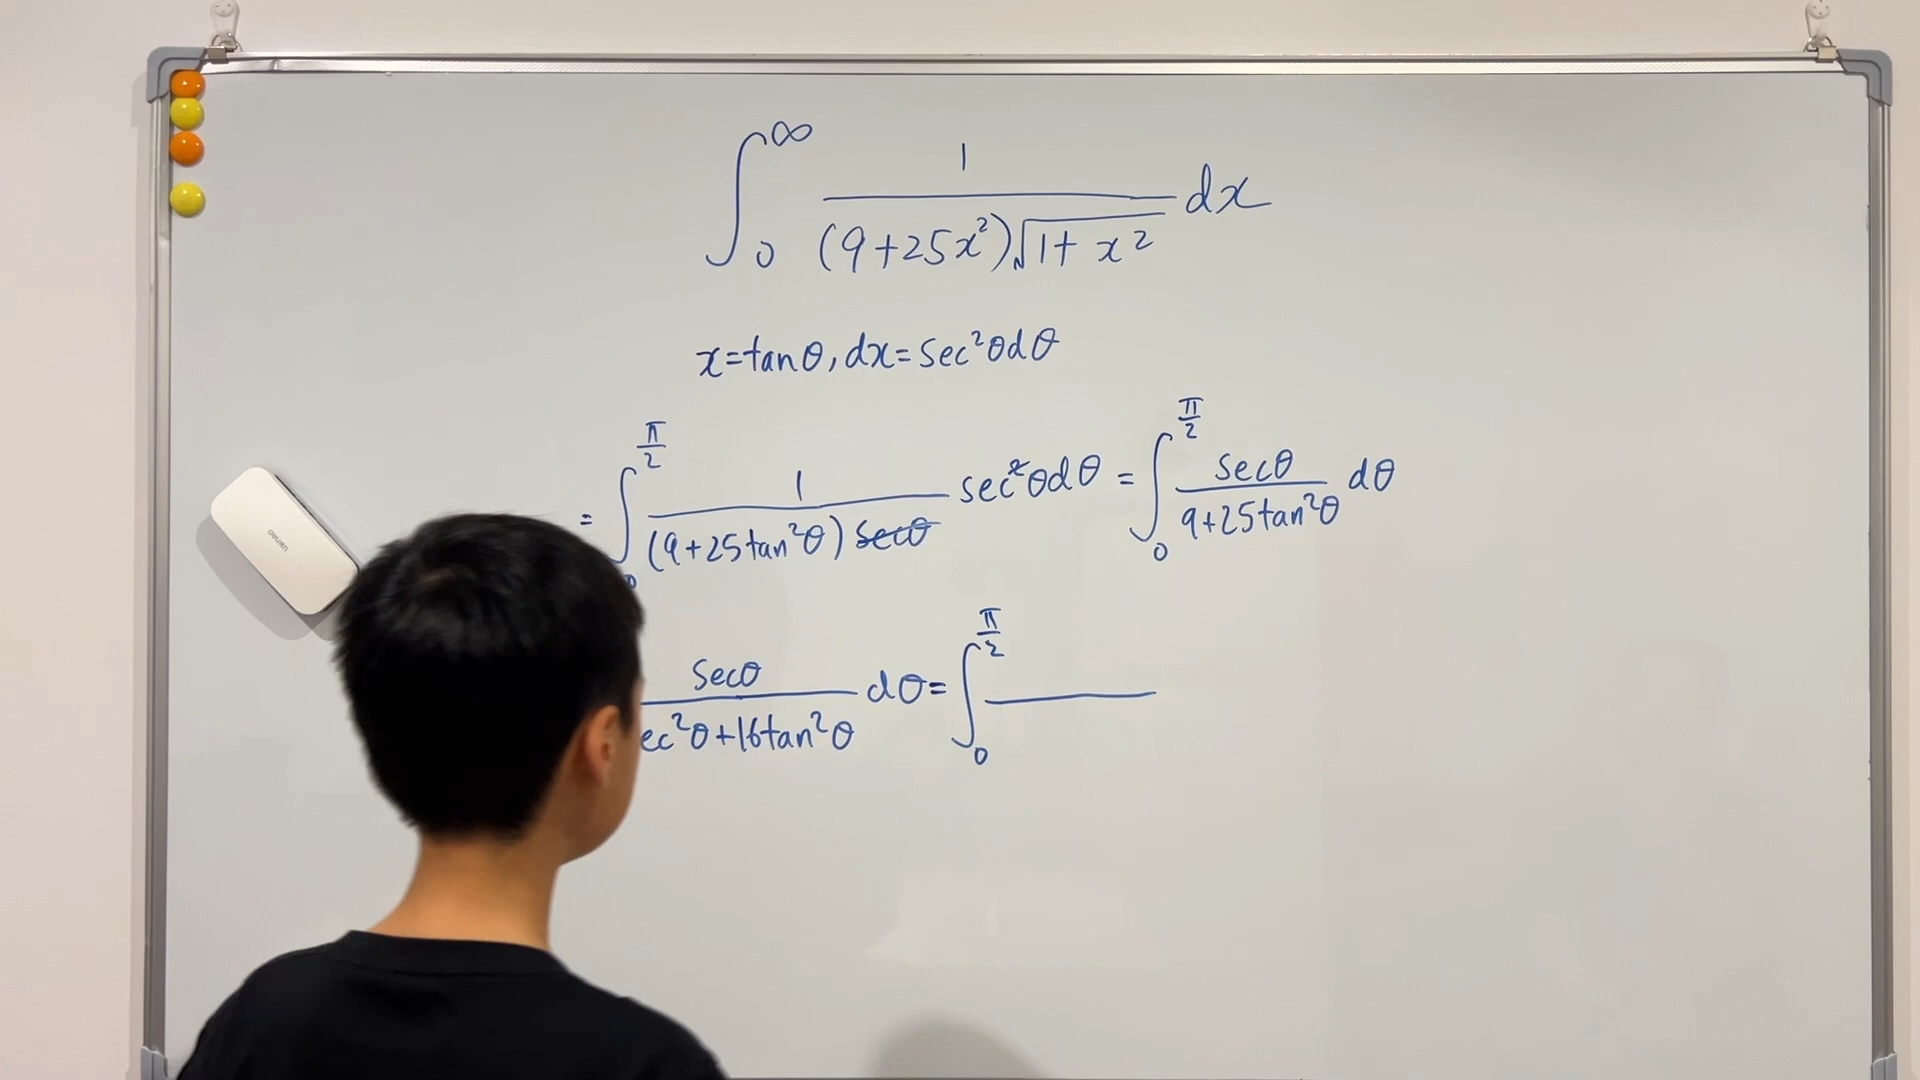 ∫₀^∞ 1/((9+25x²)√(1+x²)) dx
x=tanθ, dx=sec²θdθ
= ∫₀^(π/2) 1/((9+25tan²θ)secθ) sec²θdθ = ∫₀^(π/2) secθ/(9+25tan²θ) dθ
secθ/(ec²θ+16tan²θ) dθ= ∫₀^(π/2)